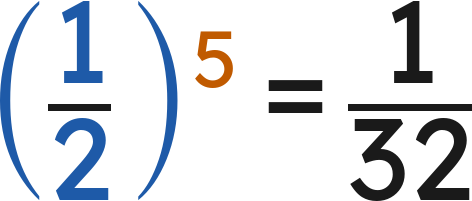 (1/2)^5 = 1/32